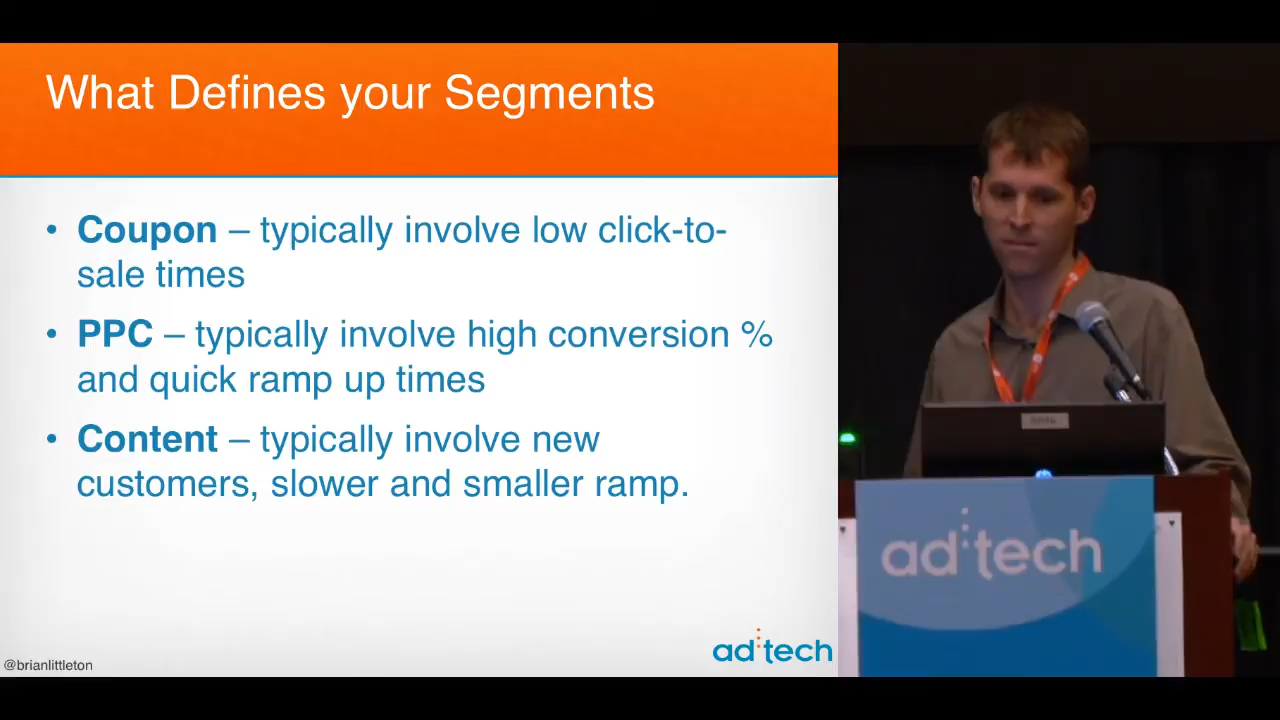 What Defines your Segments
• Coupon – typically involve low click-to-
sale times
• PPC – typically involve high conversion %
and quick ramp up times
• Content – typically involve new
customers, slower and smaller ramp.
@brianlittleton
ad:tech
ad:tech